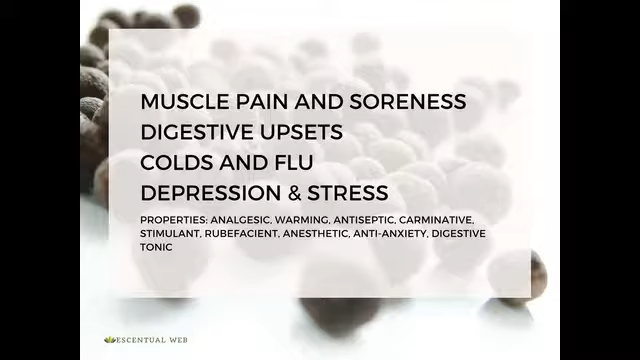 MUSCLE PAIN AND SORENESS
DIGESTIVE UPSETS
COLDS AND FLU
DEPRESSION & STRESS
PROPERTIES: ANALGESIC, WARMING, ANTISEPTIC, CARMINATIVE,
STIMULANT, RUBEFACIENT, ANESTHETIC, ANTI-ANXIETY, DIGESTIVE
TONIC
ESCENTUAL WEB